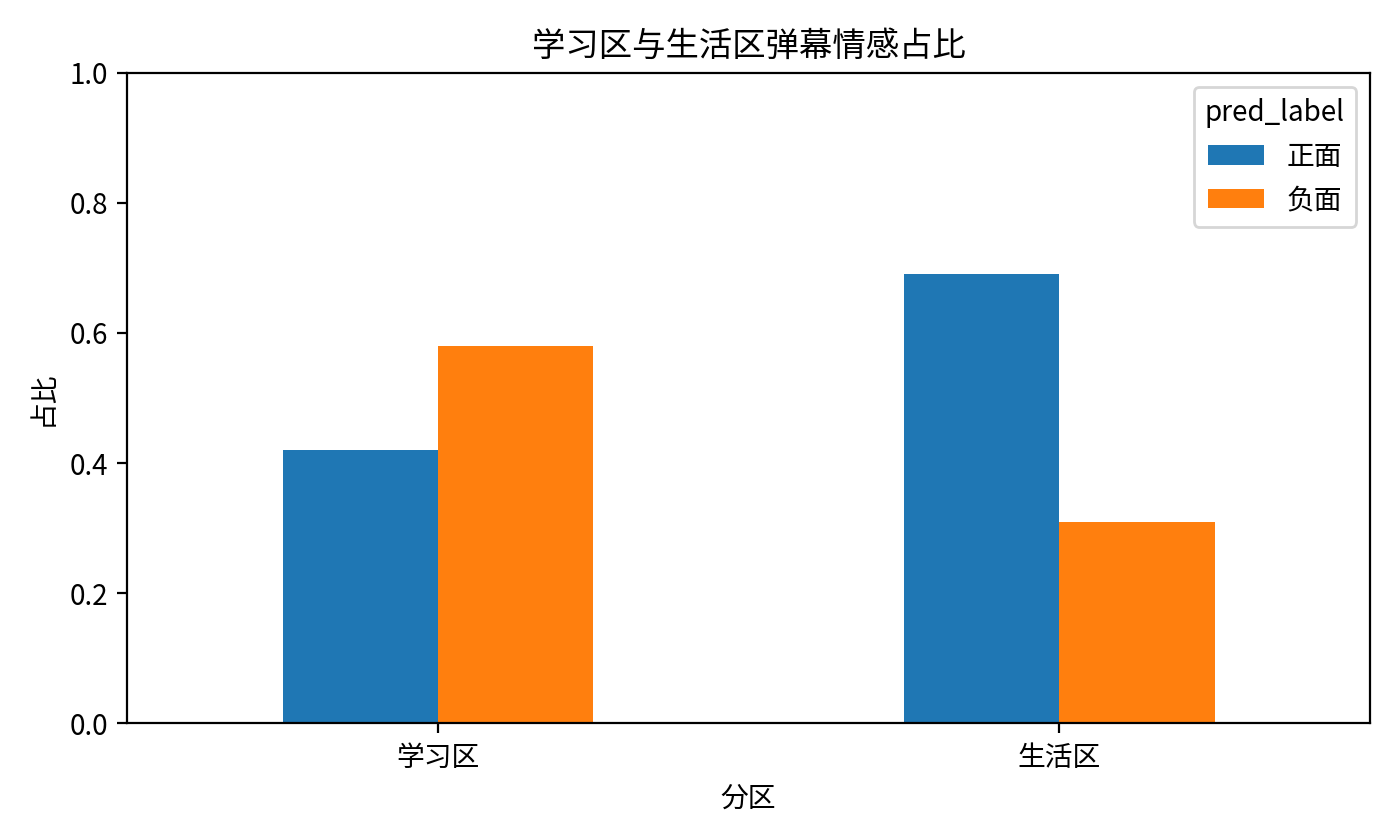 学习区与生活区弹幕情感占比
pred_label
正面
负面
1.0
0.8
0.6
0.4
0.2
0.0
占比
学习区
生活区
分区